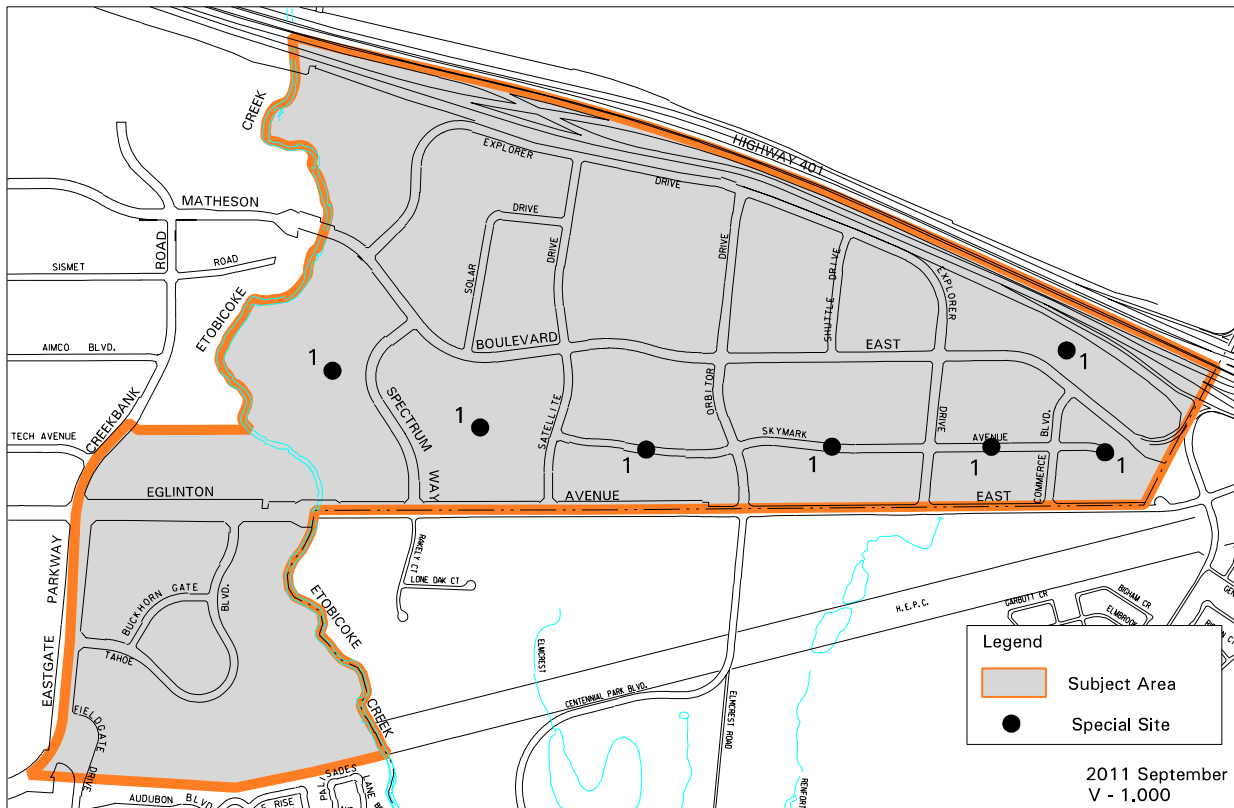 HIGHWAY 401
CREEK
EXPLORER
DRIVE
MATHESON
DRIVE
SISMET
ROAD
ROAD
SOLAR
DRIVE
DRIVE
SHUTTLE DRIVE
EXPLORER
ETOBICOKE
AIMCO BLVD.
BOULEVARD
EAST
1
1
SPECTRUM
WAY
1
SATELLITE
ORBITOR
CREEKBANK
TECH AVENUE
SKYMARK
DRIVE
AVENUE
BLVD.
1
1
1
1
COMMERCE
EGLINTON
AVENUE
EAST
RAKELY CT
LONE OAK CT
PARKWAY
EASTGATE
BUCKHORN GATE
BLVD.
TAHOE
ETOBICOKE
CREEK
H.E.P.C.
GARBUTT CR
BIGHAM CR
ELMBROOK
ELMCREST
CENTENNIAL PARK BLVD.
ELMCREST ROAD
FIELDGATE
DRIVE
AUDUBON BLVD
E RISE
PALISADES
LANE
RENFORT
Legend
Subject Area
Special Site
2011 September
V - 1.000